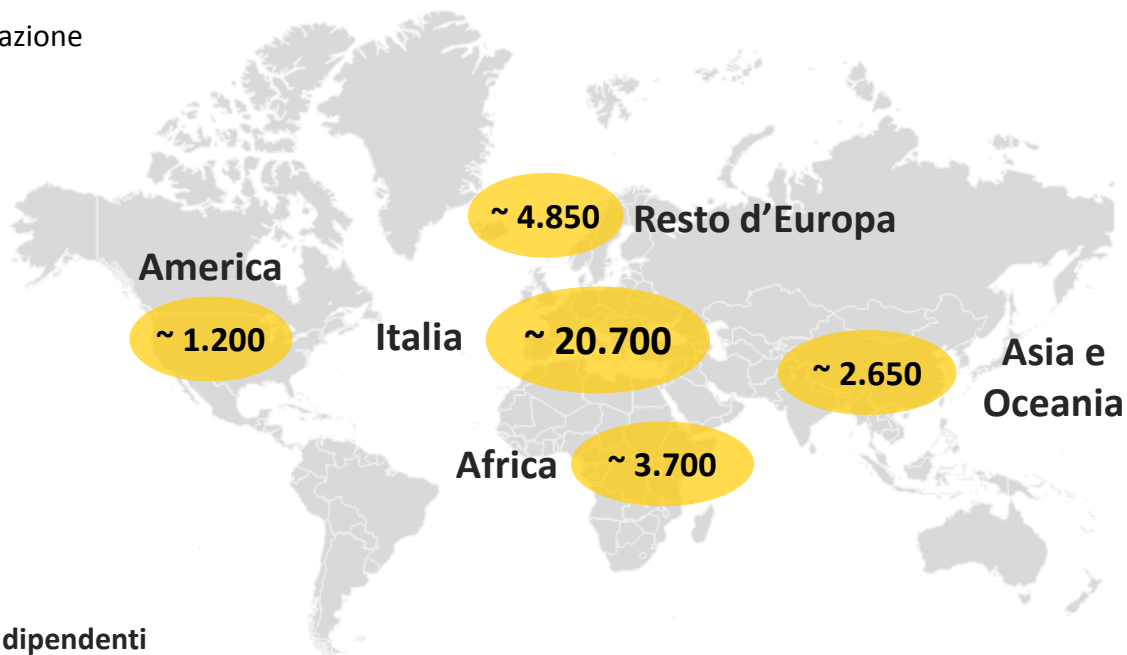 azione
~ 4.850
Resto d’Europa
America
~ 1.200
Italia
~ 20.700
~ 2.650
Asia e
Oceania
Africa
~ 3.700
dipendenti